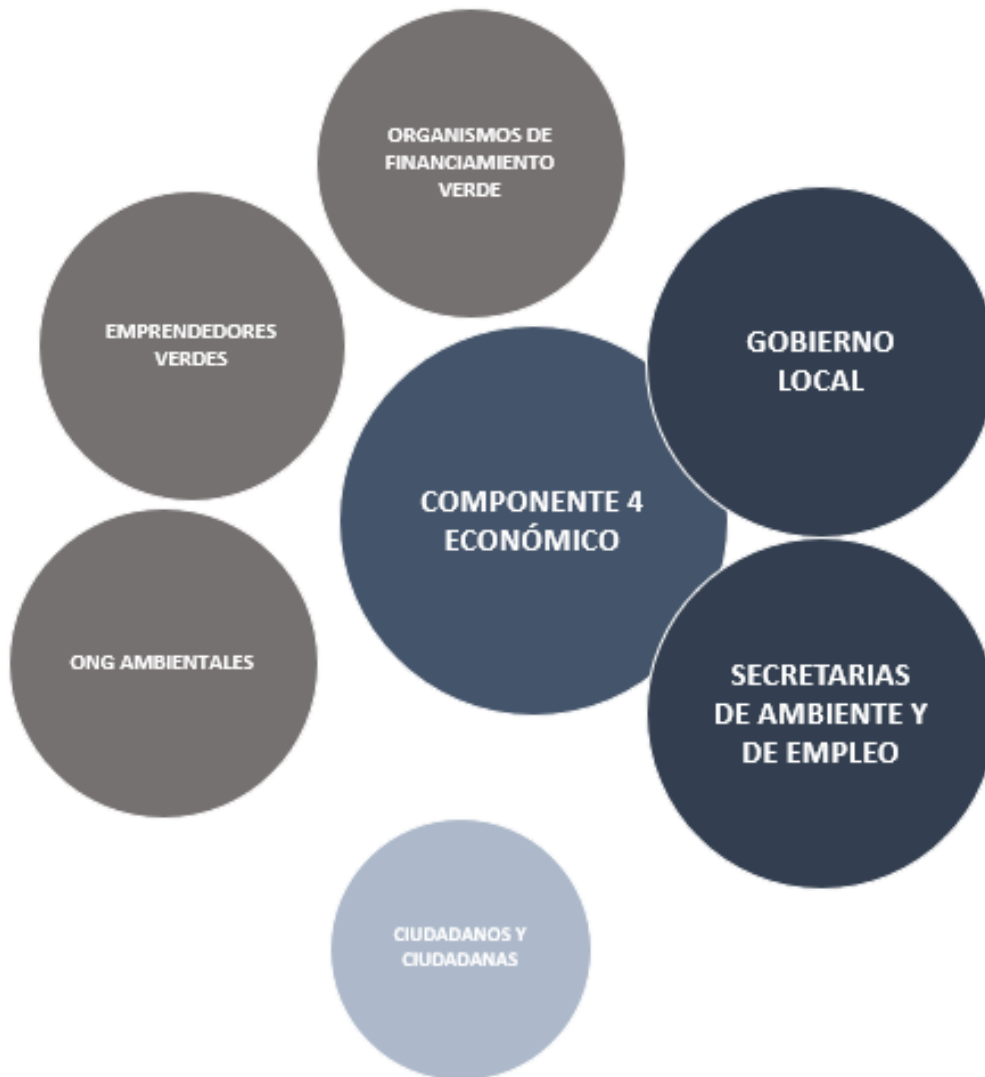 ORGANISMOS DE
FINANCIAMIENTO
VERDE
EMPRENDEDORES
VERDES
GOBIERNO
LOCAL
COMPONENTE 4
ECONÓMICO
ONG AMBIENTALES
SECRETARIAS
DE AMBIENTE Y
DE EMPLEO
CIUDADANOS Y
CIUDADANAS